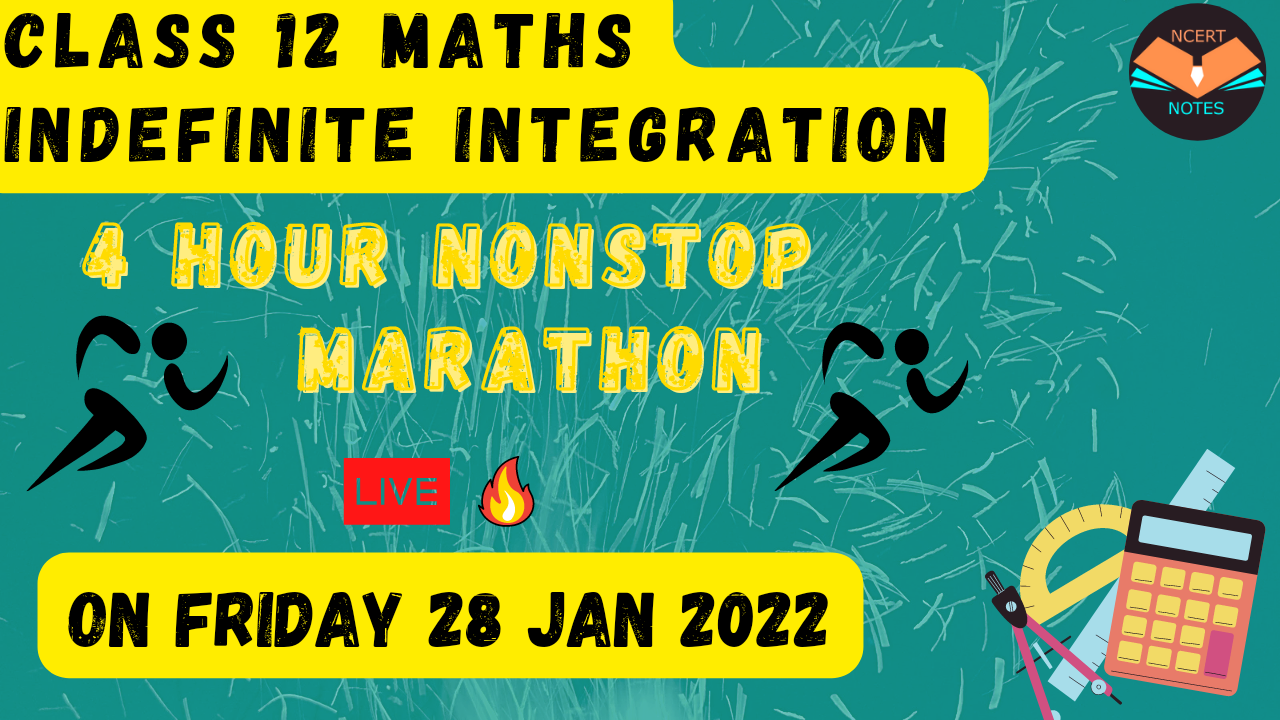 CLASS 12 MATHS
INDEFINITE INTEGRATION
NCERT
NOTES
4 HOUR NONSTOP
MARATHON
LIVE
ON FRIDAY 28 JAN 2022